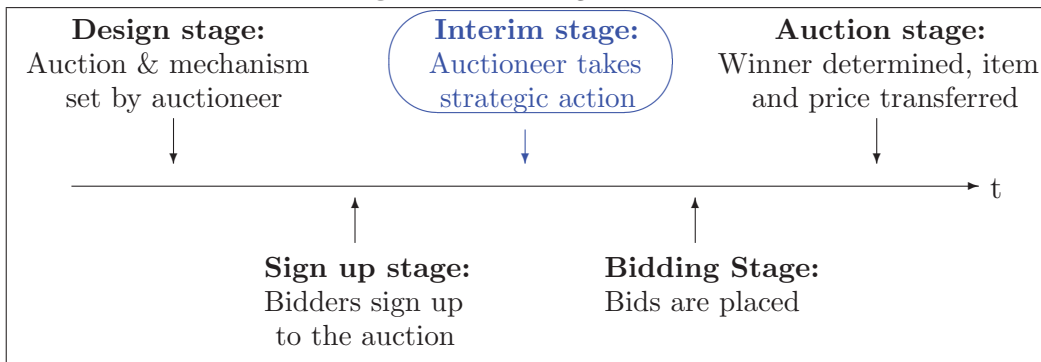 Design stage:
Auction & mechanism
set by auctioneer
Interim stage:
Auctioneer takes
strategic action
Auction stage:
Winner determined, item
and price transferred
t
Sign up stage:
Bidders sign up
to the auction
Bidding Stage:
Bids are placed